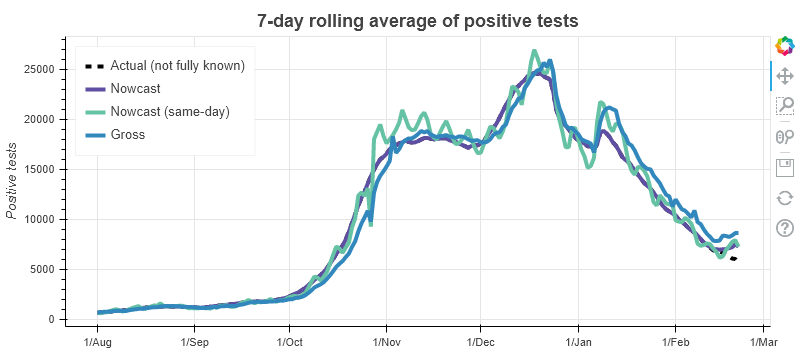 7-day rolling average of positive tests
Actual (not fully known)
Nowcast
Nowcast (same-day)
Gross
Positive tests
25000
20000
15000
10000
5000
0
1/Aug
1/Sep
1/Oct
1/Nov
1/Dec
1/Jan
1/Feb
1/Mar